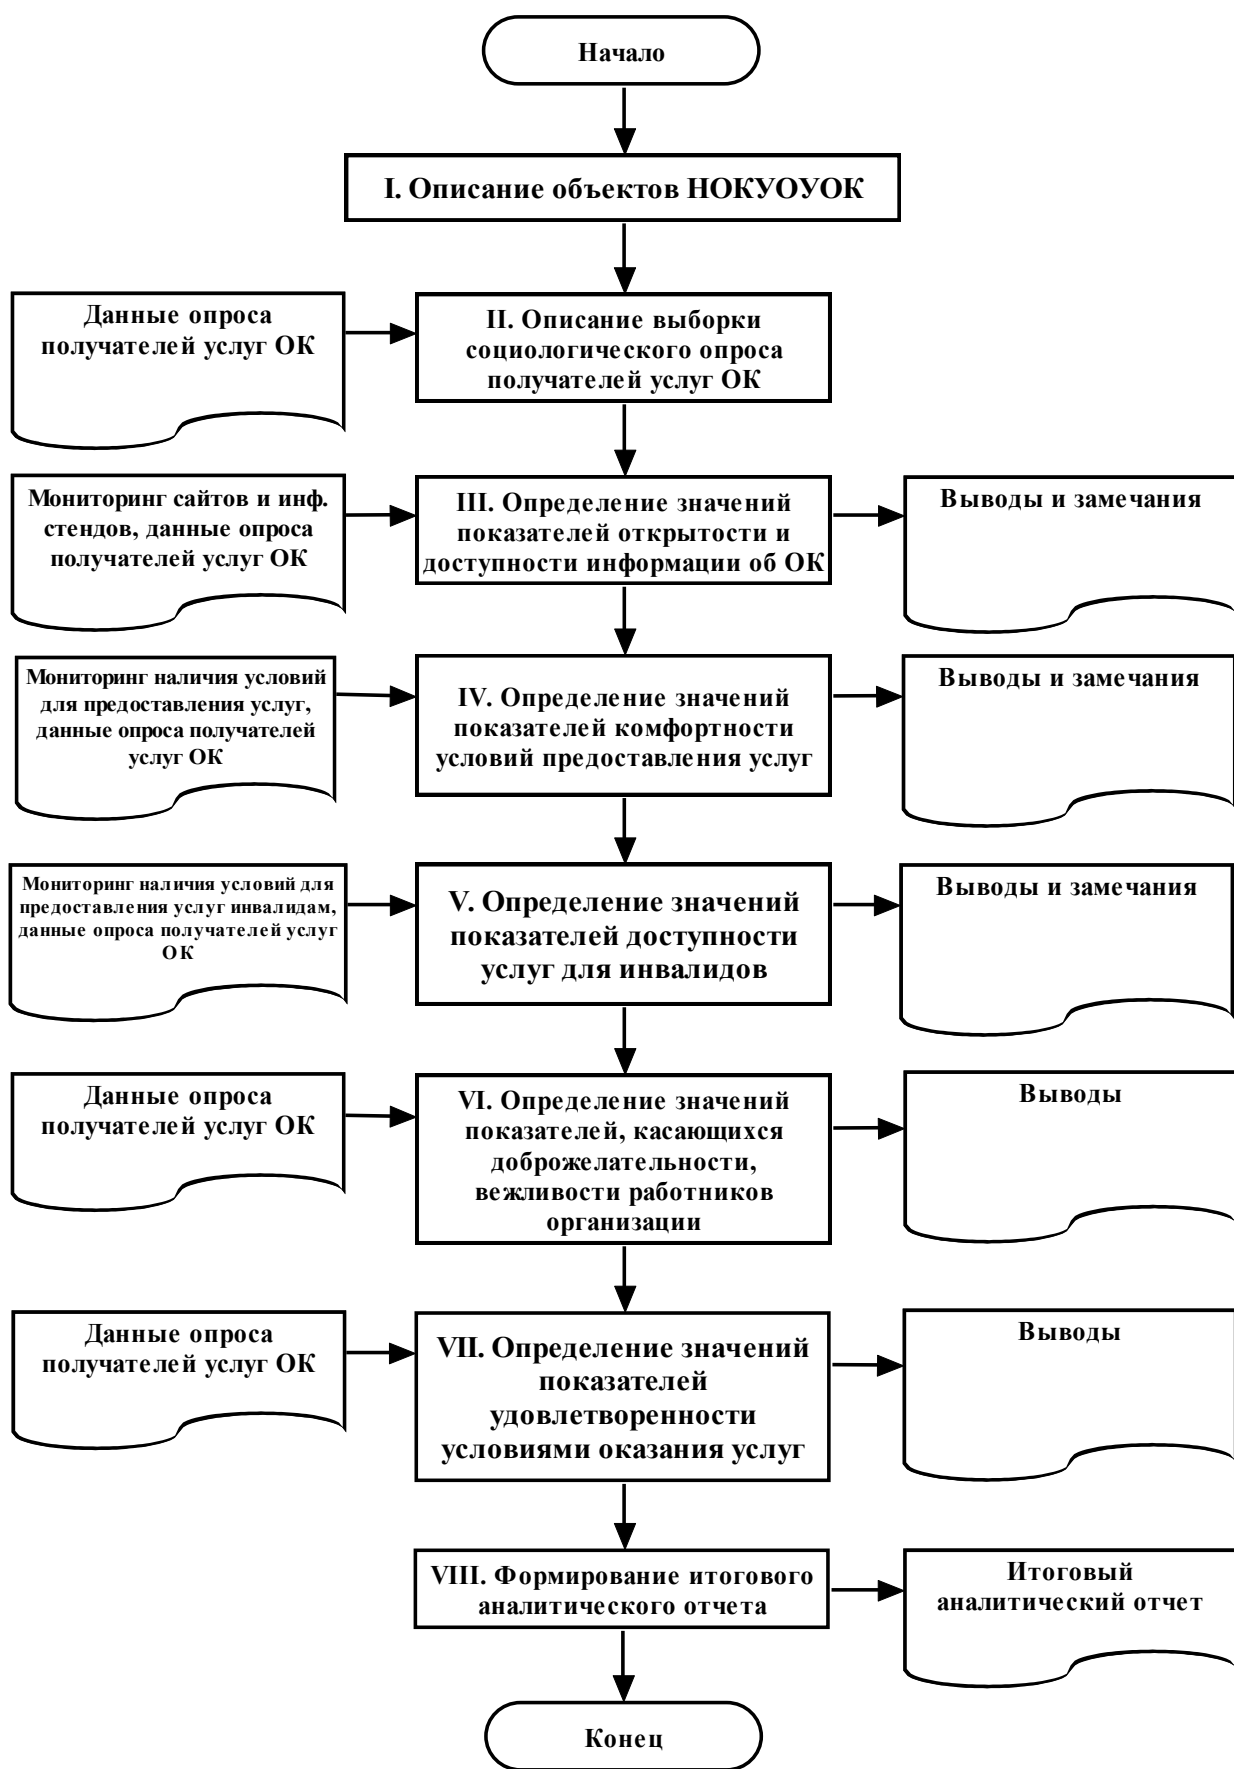 Начало
I. Описание объектов НОКУОУОК
Данные опроса
получателей услуг ОК
II. Описание выборки
социологического опроса
получателей услуг ОК
Мониторинг сайтов и инф.
стендов, данные опроса
получателей услуг ОК
III. Определение значений
показателей открытости и
доступности информации об ОК
Выводы и замечания
Мониторинг наличия условий
для предоставления услуг,
данные опроса получателей
услуг ОК
IV. Определение значений
показателей комфортности
условий предоставления услуг
Выводы и замечания
Мониторинг наличия условий для
предоставления услуг инвалидам,
данные опроса получателей услуг
ОК
V. Определение значений
показателей доступности
услуг для инвалидов
Выводы и замечания
Данные опроса
получателей услуг ОК
VI. Определение значений
показателей, касающихся
доброжелательности,
вежливости работников
организации
Выводы
Данные опроса
получателей услуг ОК
VII. Определение значений
показателей
удовлетворенности
условиями оказания услуг
Выводы
VIII. Формирование итогового
аналитического отчета
Итоговый
аналитический отчет
Конец